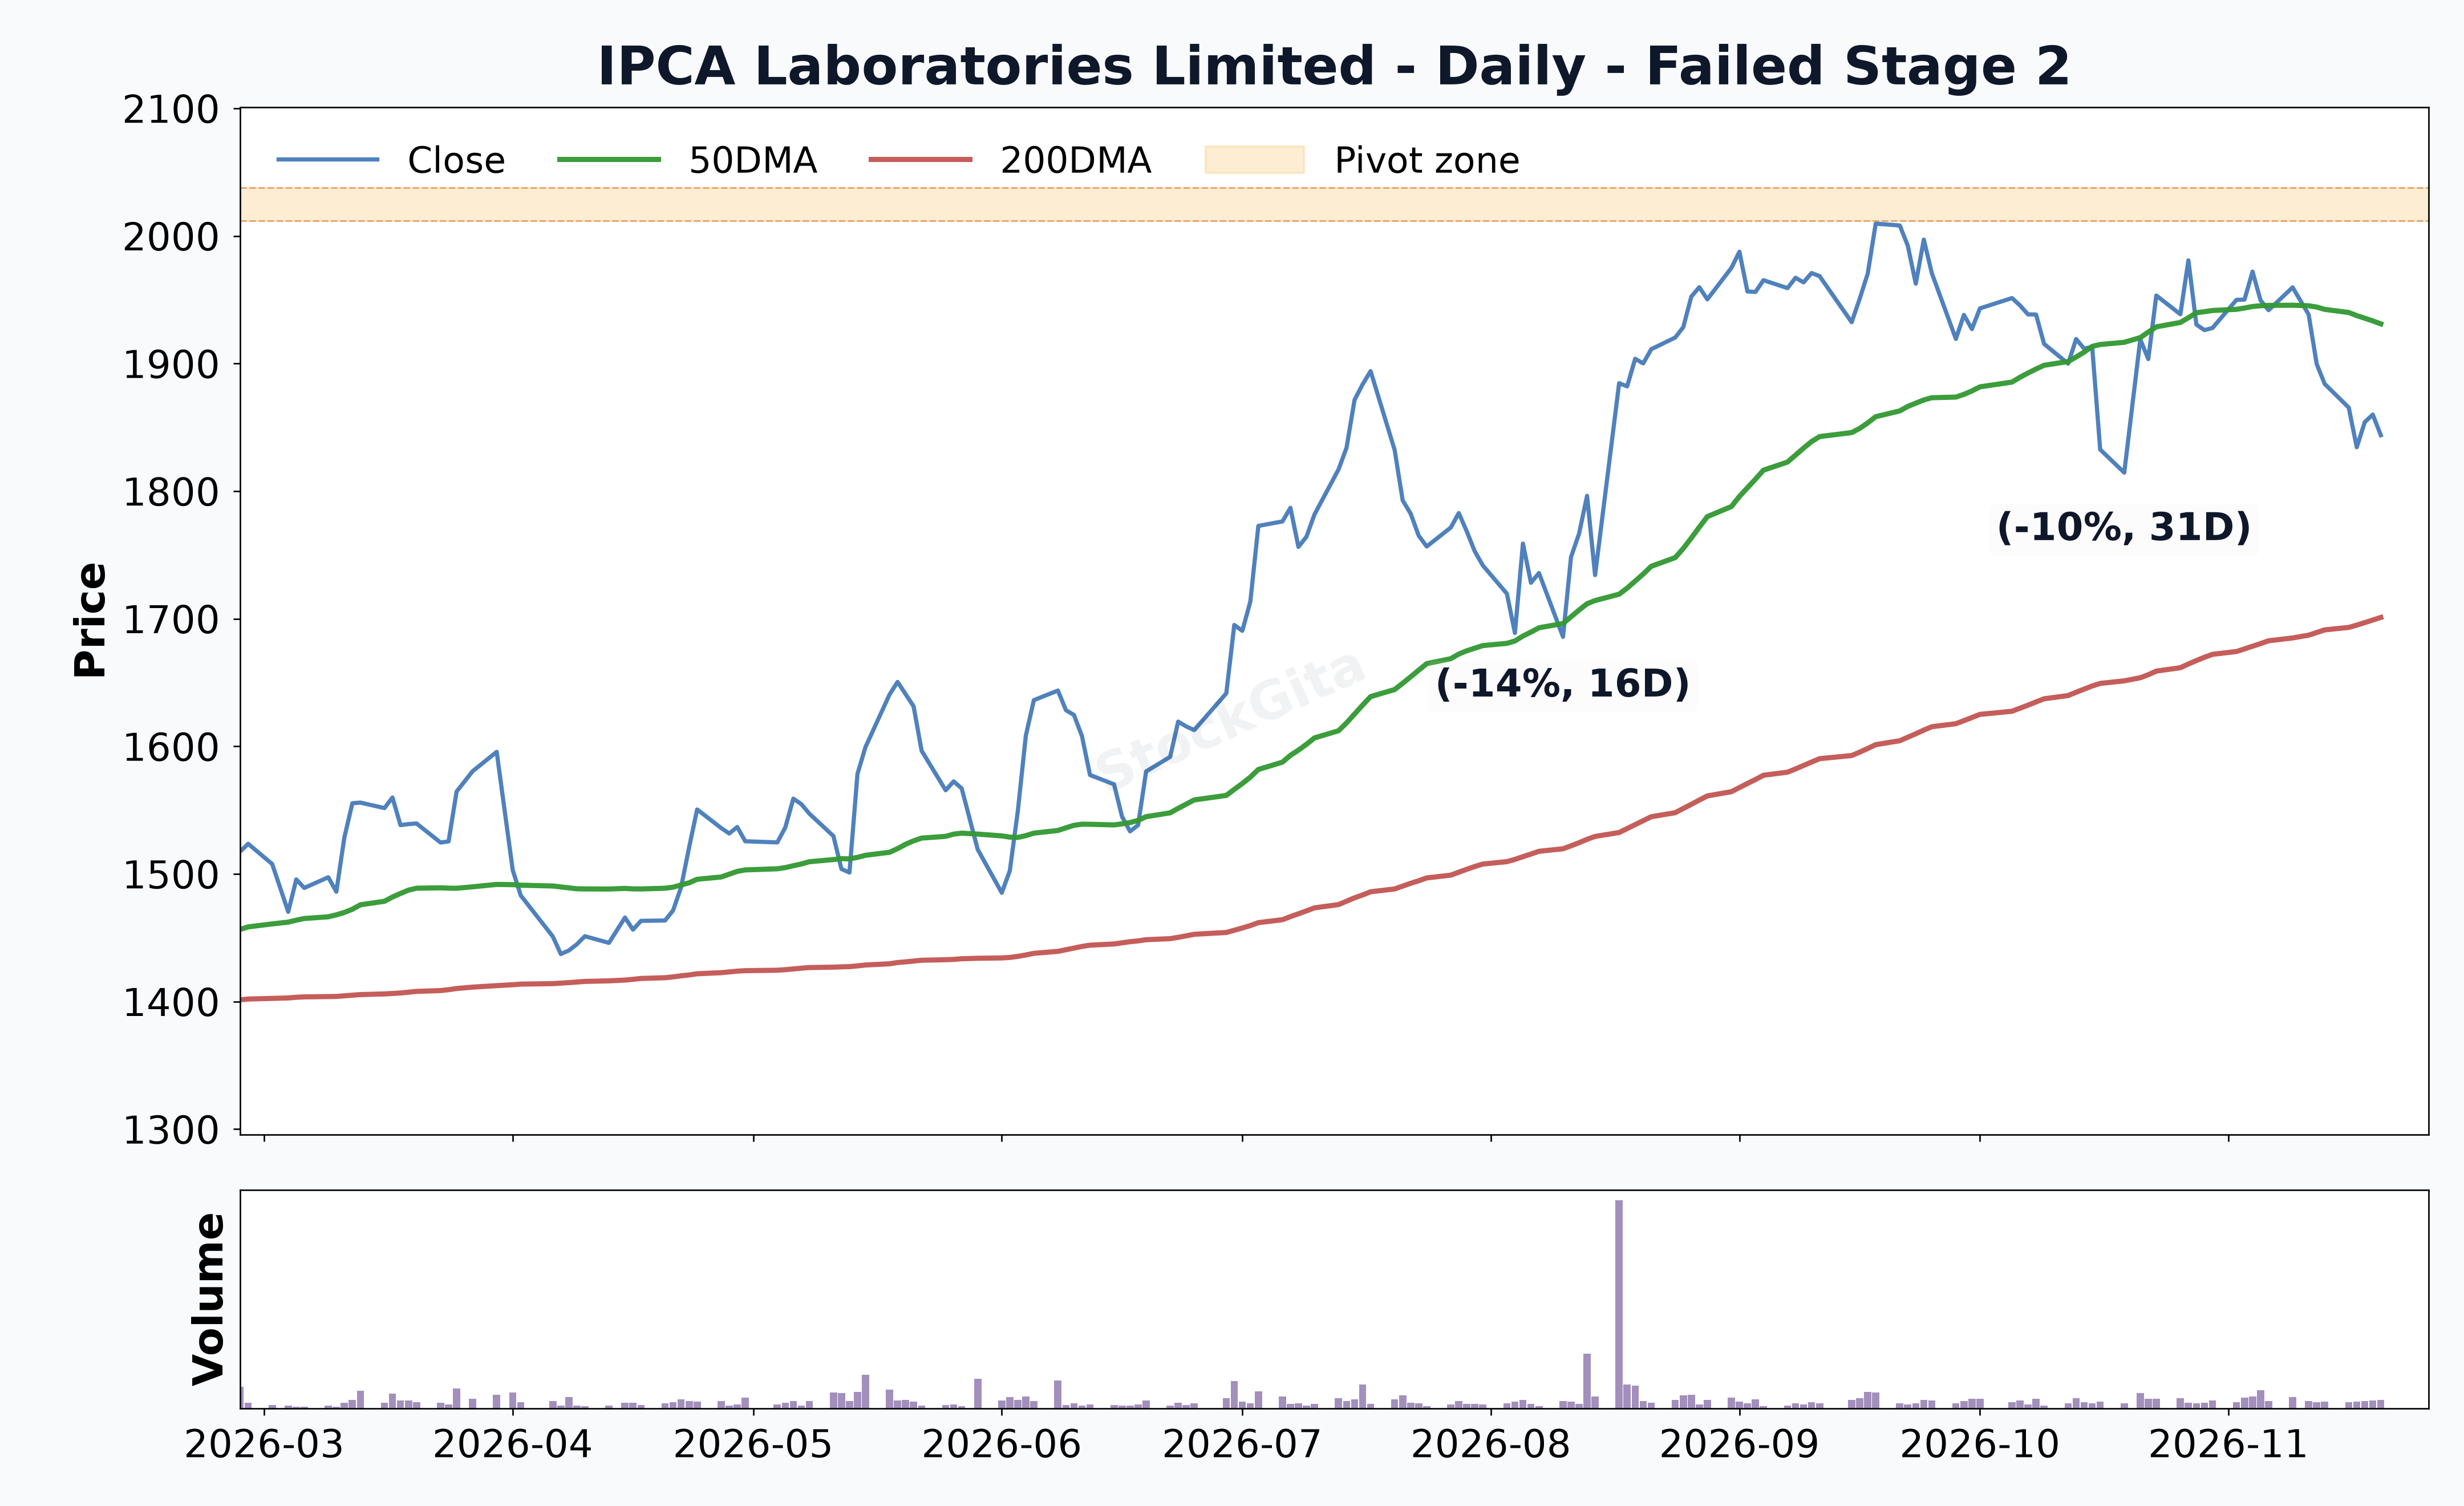 IPCA Laboratories Limited - Daily - Failed Stage 2
2100
2000
1900
1800
1700
1600
1500
1400
1300
Price
Close 50DMA 200DMA Pivot zone
StockGita
(-14%, 16D)
(-10%, 31D)
Volume
2026-03 2026-04 2026-05 2026-06 2026-07 2026-08 2026-09 2026-10 2026-11